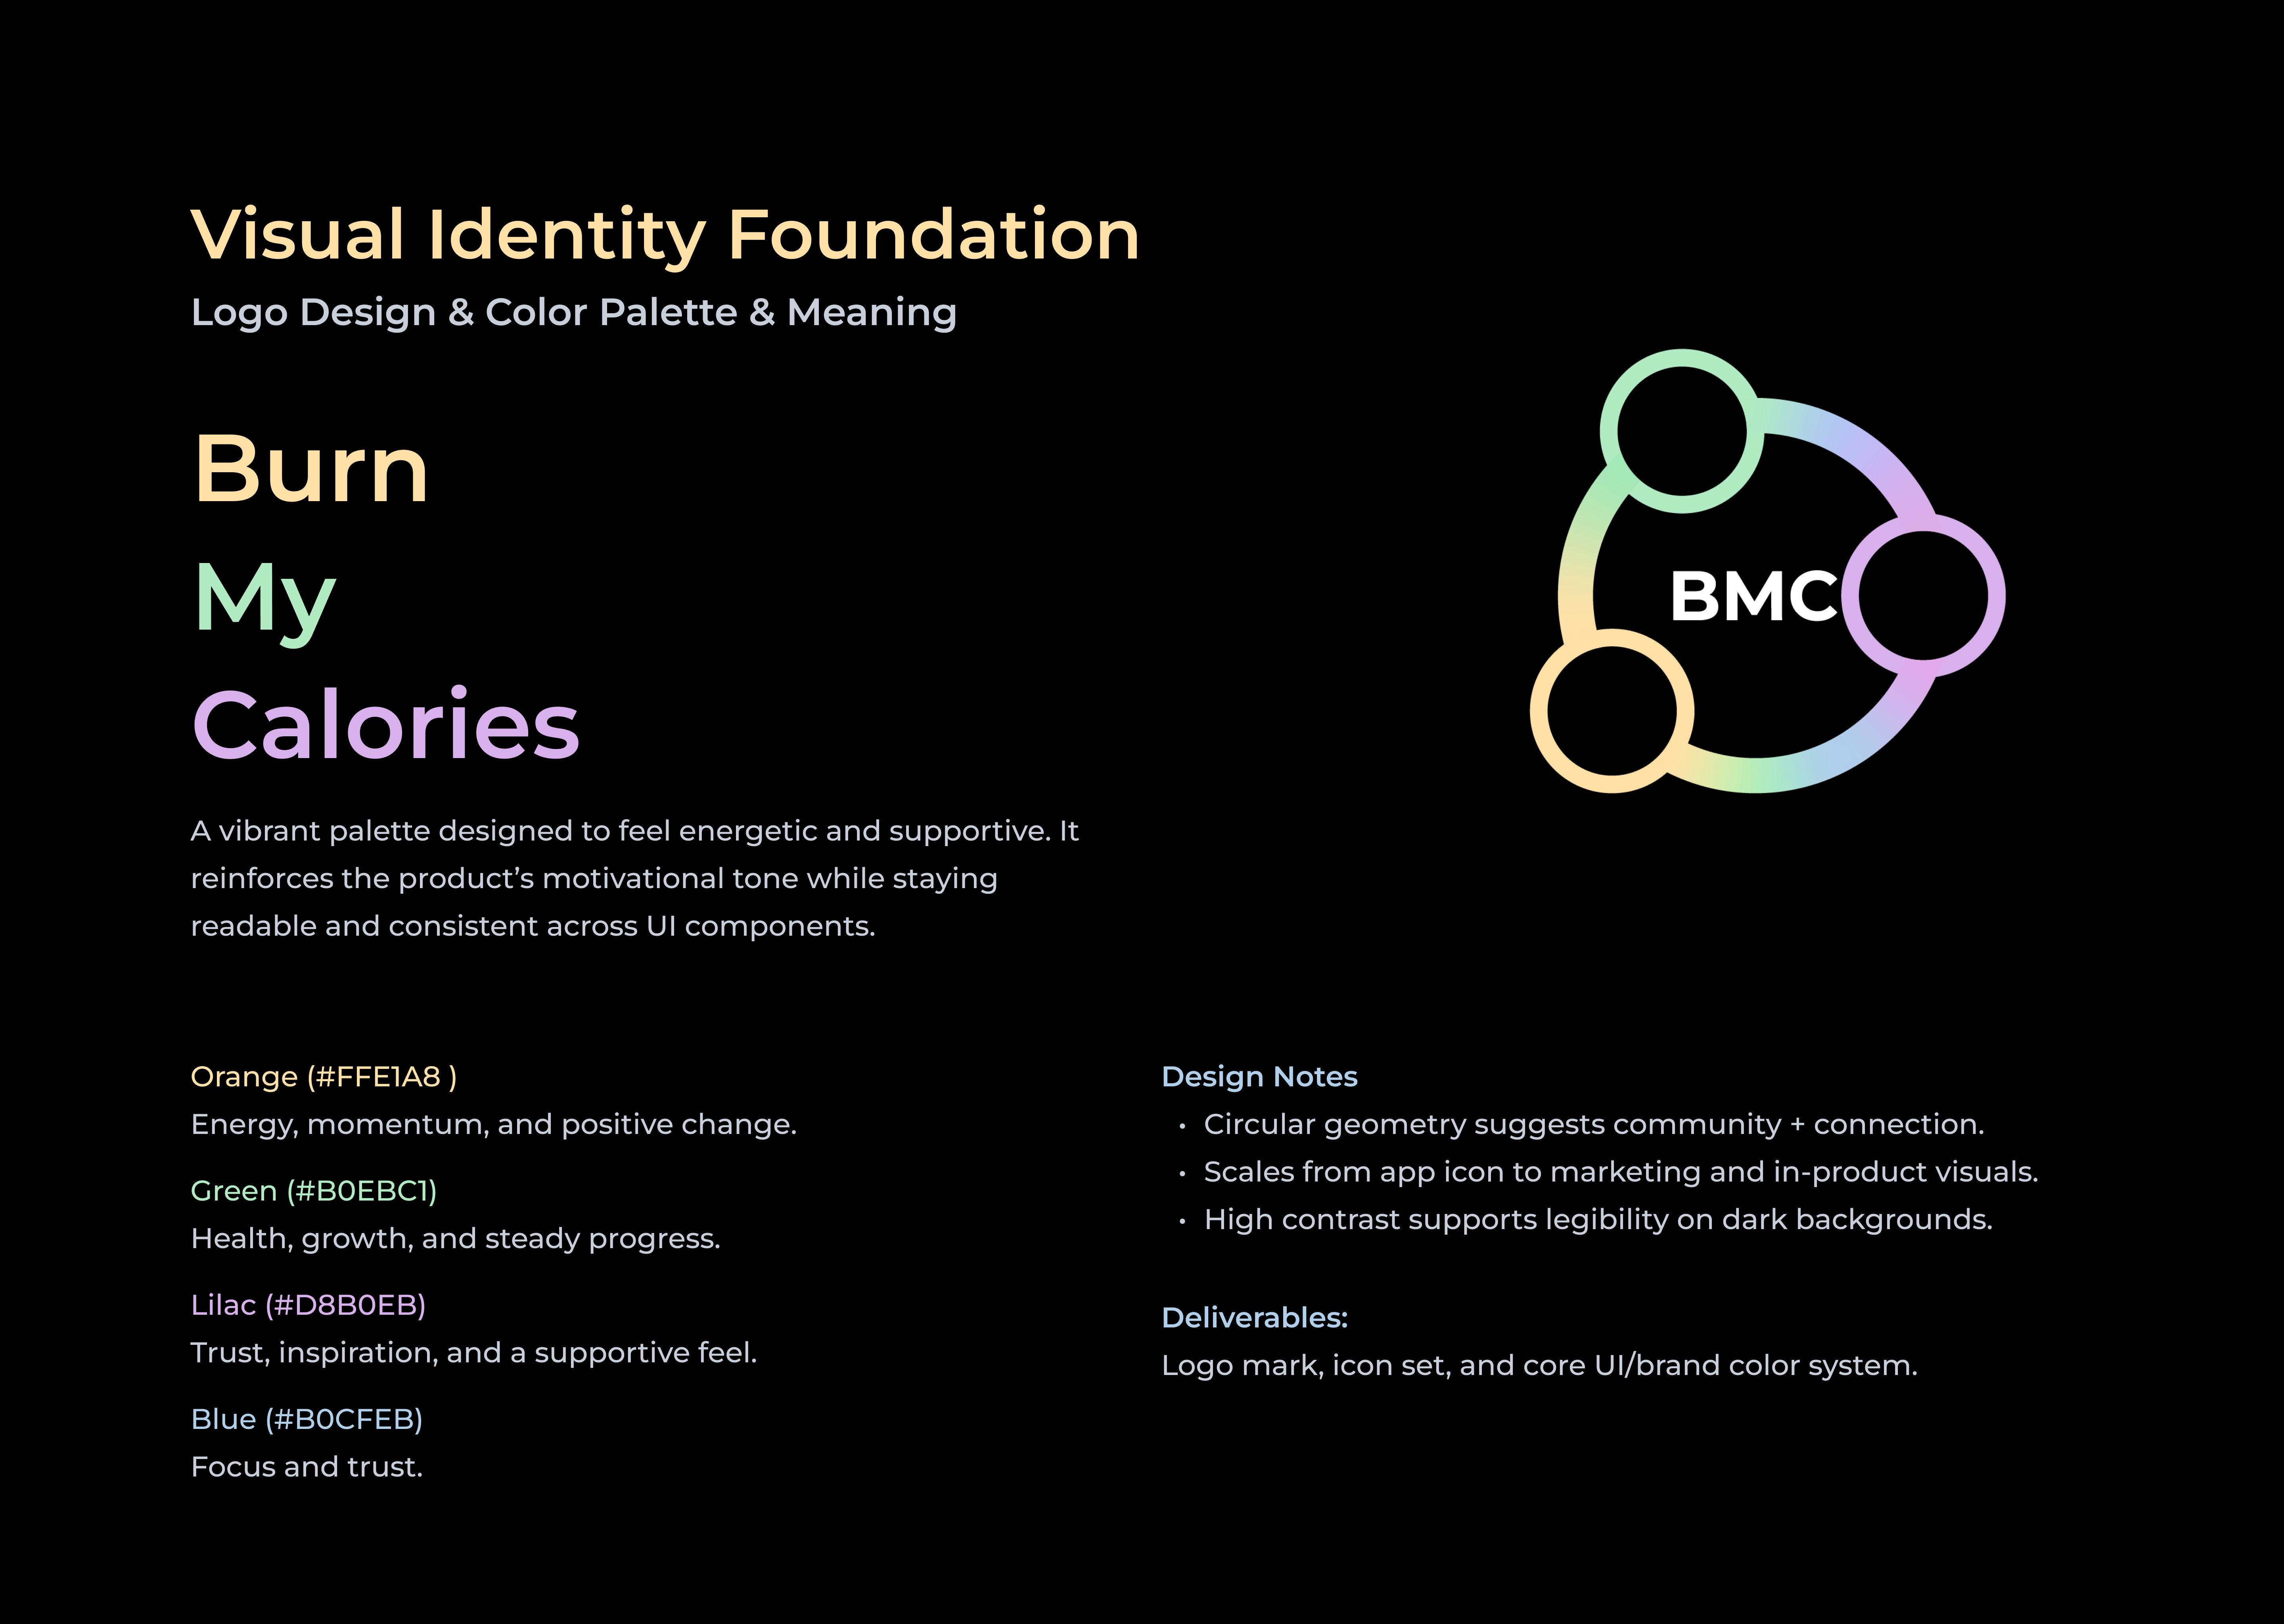 Visual Identity Foundation
Logo Design & Color Palette & Meaning
Burn
My
Calories
BMC
A vibrant palette designed to feel energetic and supportive. It
reinforces the product’s motivational tone while staying
readable and consistent across UI components.
Orange (#FFE1A8 )
Energy, momentum, and positive change.
Green (#B0EBC1)
Health, growth, and steady progress.
Lilac (#D8B0EB)
Trust, inspiration, and a supportive feel.
Blue (#B0CFEB)
Focus and trust.
Design Notes
• Circular geometry suggests community + connection.
• Scales from app icon to marketing and in-product visuals.
• High contrast supports legibility on dark backgrounds.
Deliverables:
Logo mark, icon set, and core UI/brand color system.